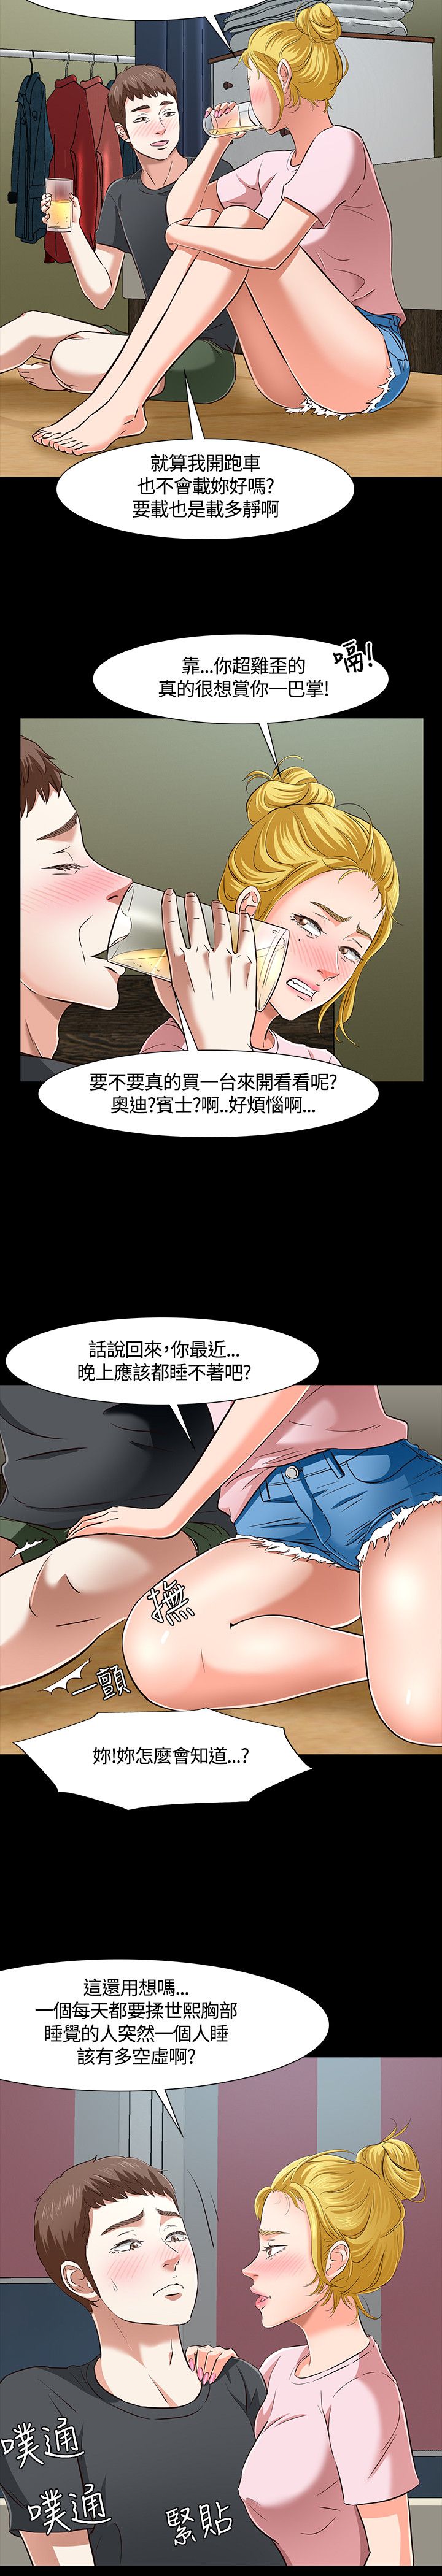 就算我開跑車
也不會載妳好嗎?
要載也是載多靜啊
嗝!
靠...你超雞歪的
真的很想賞你一巴掌!
要不要真的買一台來開看看呢?
奧迪?賓士?啊..好煩惱啊...
話說回來,你最近...
晚上應該都睡不著吧?
撫
一顫
妳!妳怎麼會知道...?
這還用想嗎...
一個每天都要揉世熙胸部
睡覺的人突然一個人睡
該有多空虛啊?
噗通
噗通
緊貼